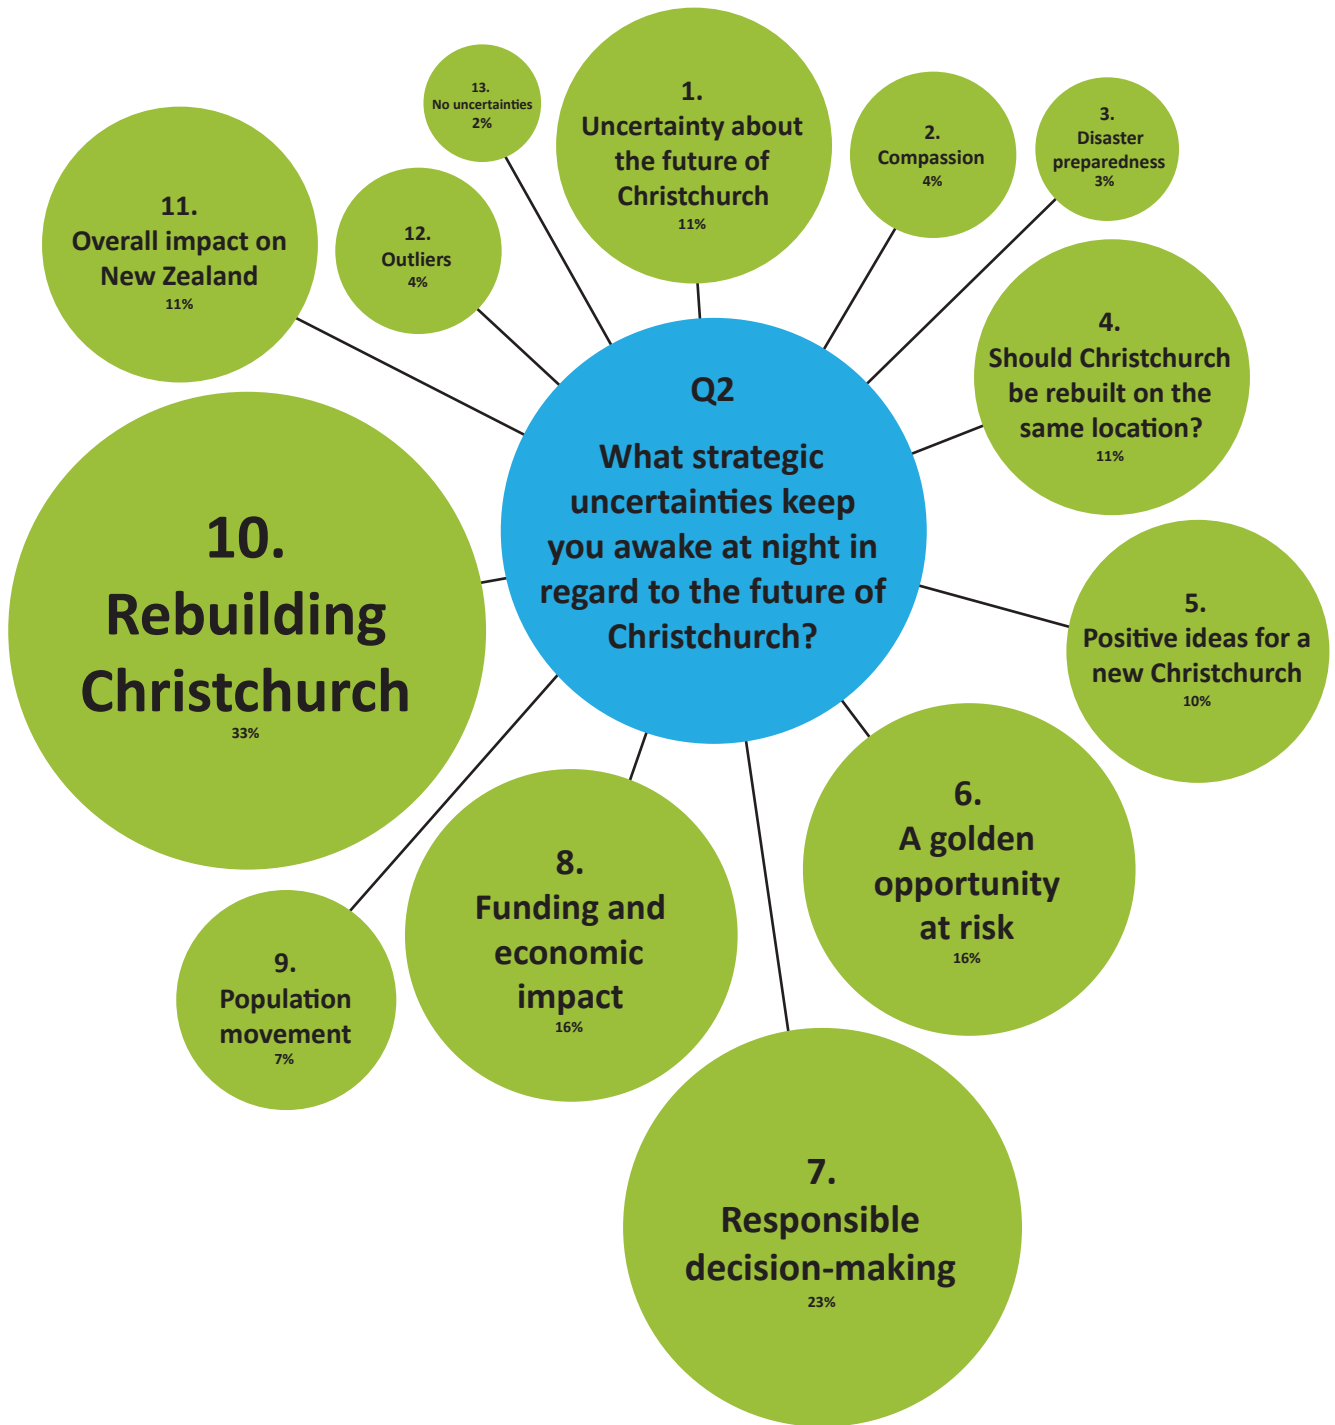 Q2
What strategic
uncertainties keep
you awake at night in
regard to the future of
Christchurch?
1.
Uncertainty about
the future of
Christchurch
11%
2.
Compassion
4%
3.
Disaster
preparedness
3%
4.
Should Christchurch
be rebuilt on the
same location?
11%
5.
Positive ideas for a
new Christchurch
10%
6.
A golden
opportunity
at risk
16%
7.
Responsible
decision-making
23%
8.
Funding and
economic
impact
16%
9.
Population
movement
7%
10.
Rebuilding
Christchurch
33%
11.
Overall impact on
New Zealand
11%
12.
Outliers
4%
13.
No uncertainties
2%